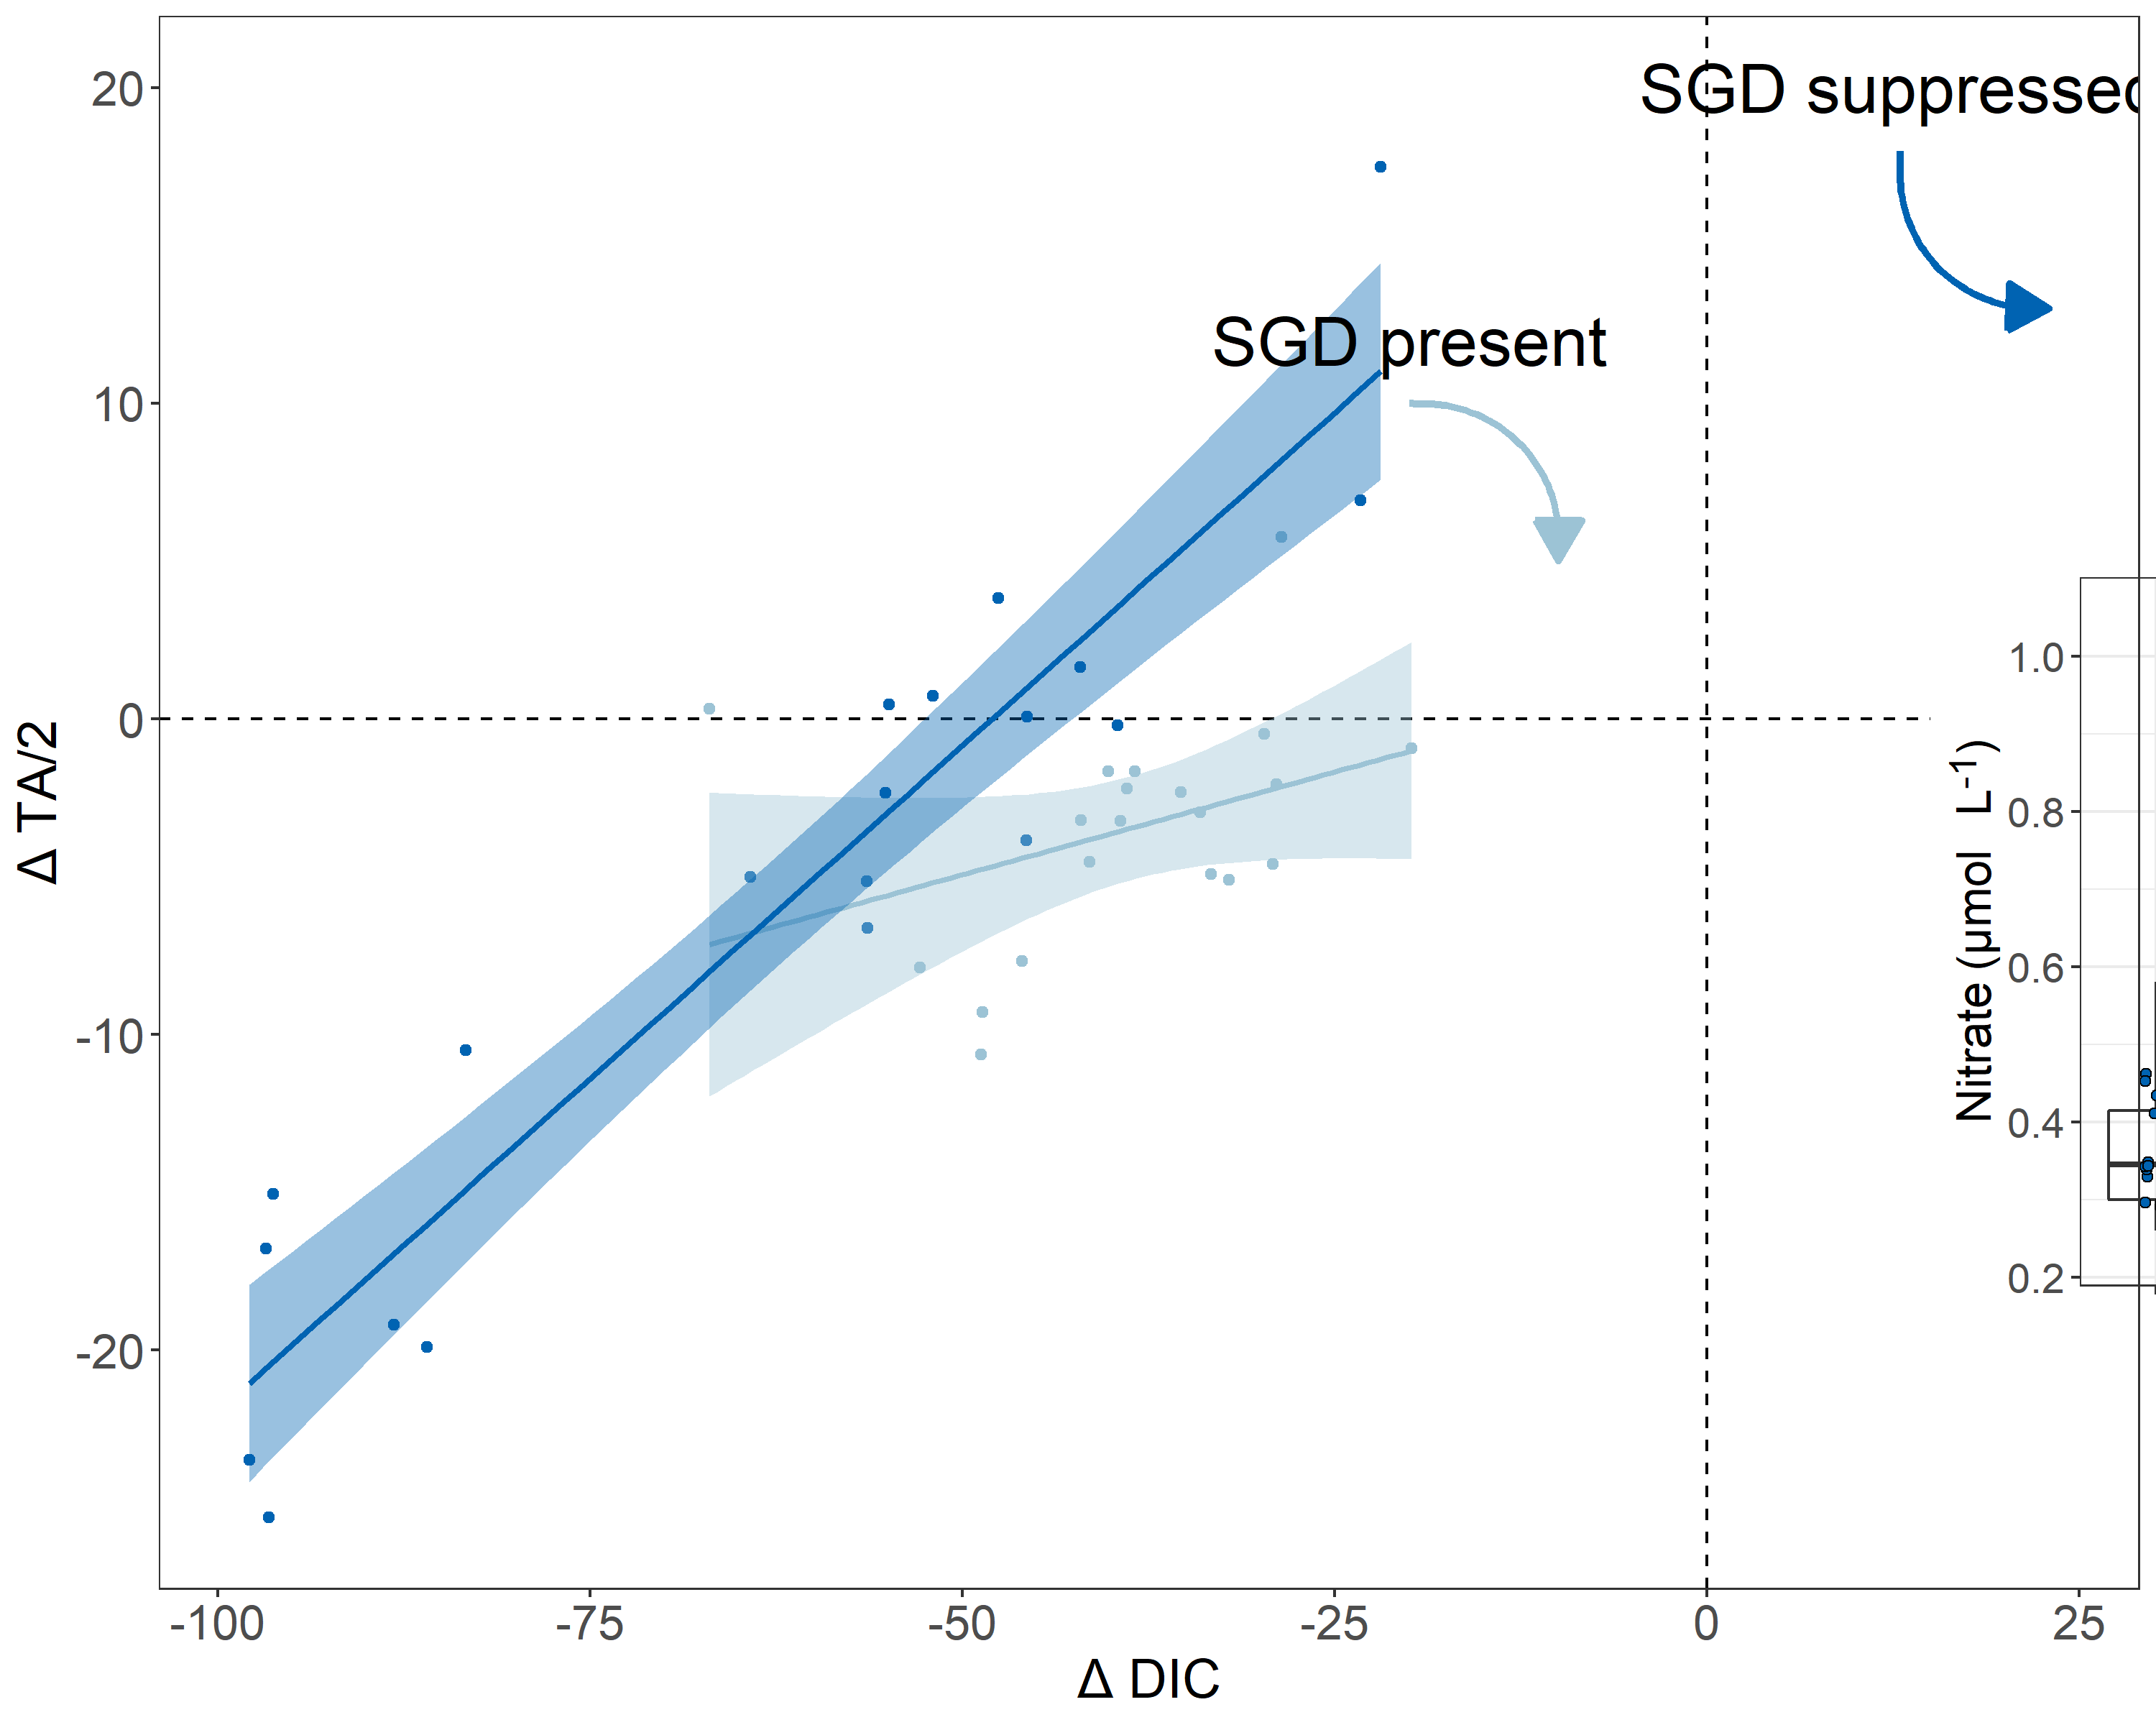 20
SGD suppressed
SGD present
10
0
-10
-20
Δ TA/2
-100 -75 -50 -25 0 25
Δ DIC
1.0
0.8
0.6
0.4
0.2
Nitrate (μmol L-1)